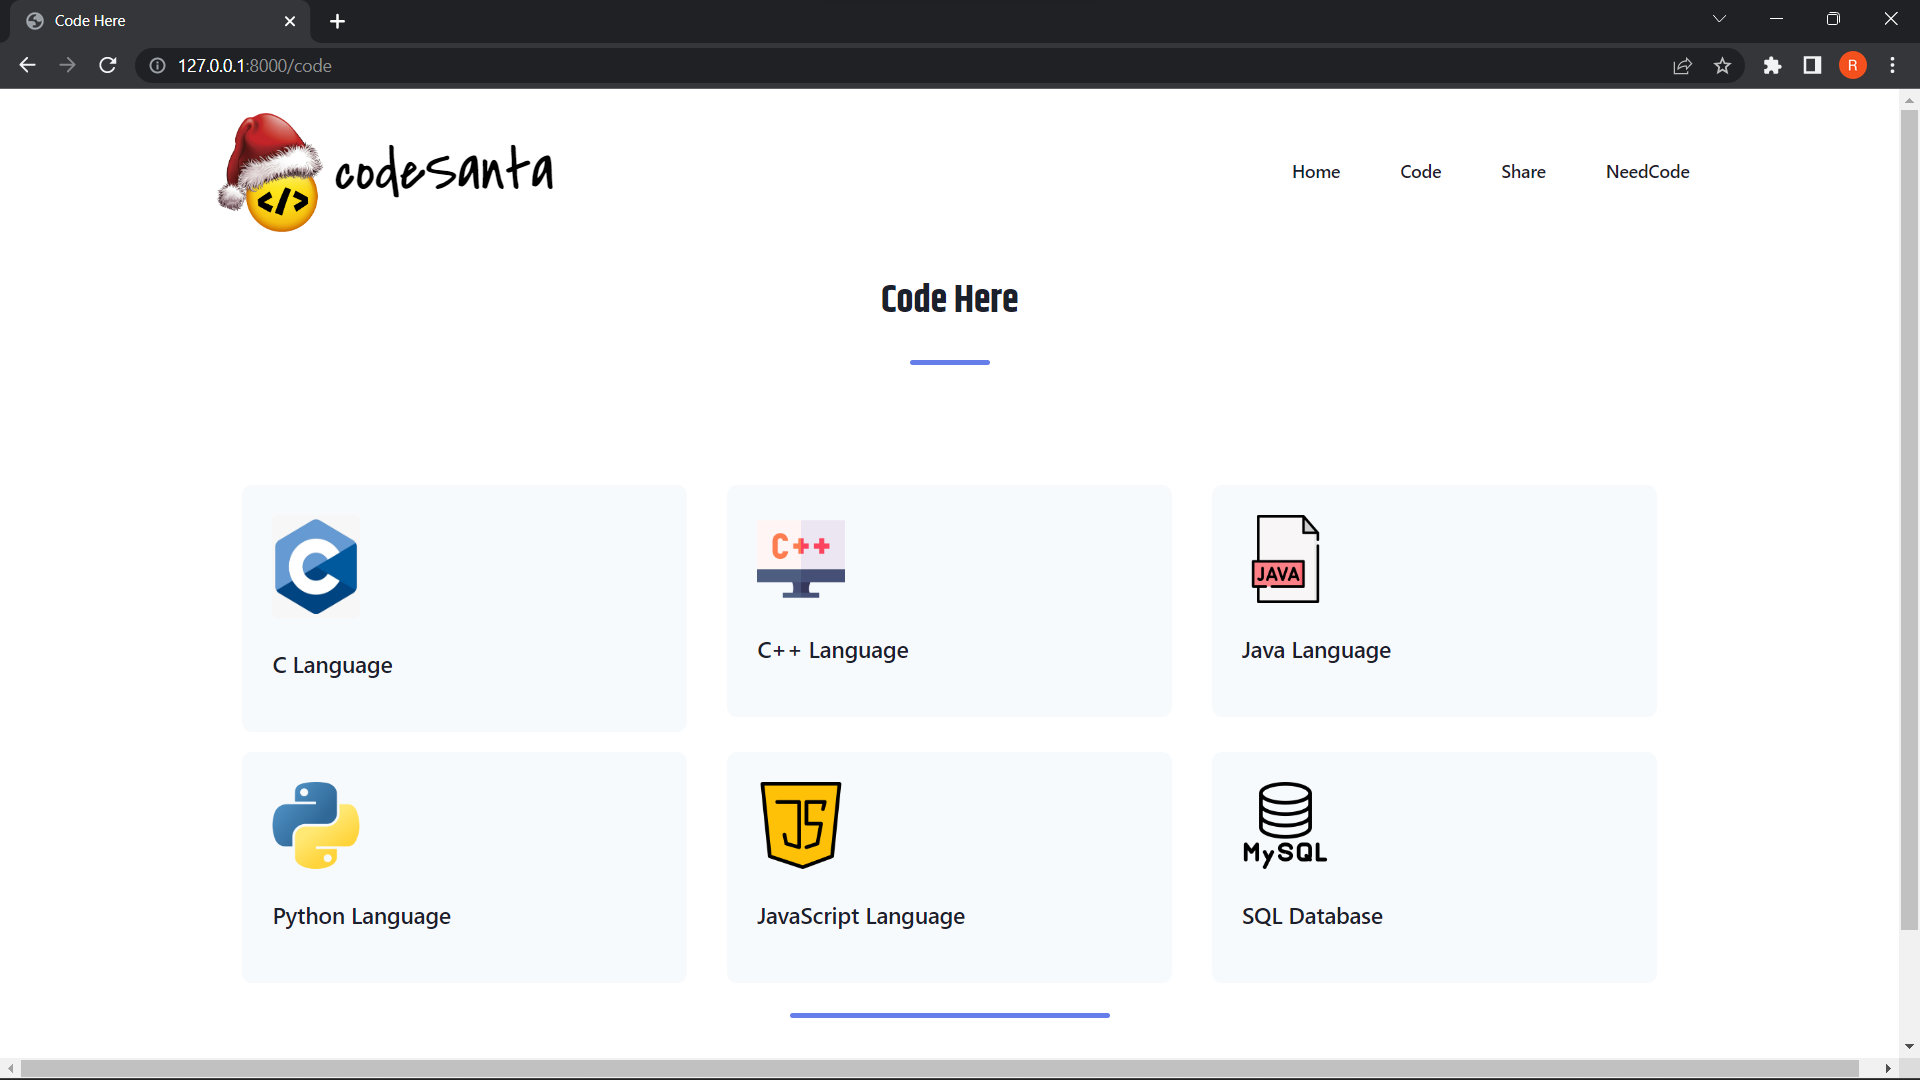 Code Here
127.0.0.1:8000/code
R
</> codesanta
Home Code Share NeedCode
Code Here
C
C++
JAVA
C Language
C++ Language
Java Language
JS
MySQL
Python Language
JavaScript Language
SQL Database